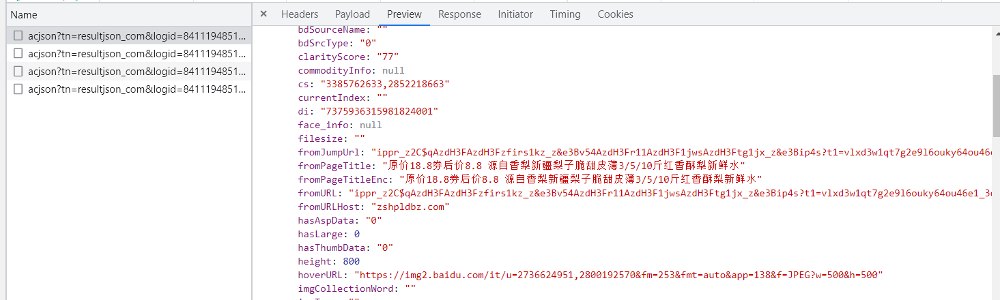 Name
Headers Payload Preview Response Initiator Timing Cookies
acjson?tn=resultjson_com&logid=8411194851...
acjson?tn=resultjson_com&logid=8411194851...
acjson?tn=resultjson_com&logid=8411194851...
acjson?tn=resultjson_com&logid=8411194851...
bdSourceName: ""
bdSrcType: "0"
clarityScore: "77"
commodityInfo: null
cs: "3385762633,2852218663"
currentIndex: ""
di: "7375936315981824001"
face_info: null
filesize: ""
fromJumpUrl: "ippr_z2C$qAzdH3FAzdH3Fzfirs1kz_z&e3Bv54AzdH3Fr11AzdH3F1jwsAzdH3Ftg1jx_z&e3Bip4s?t1=vlxd3w1qt7g2e9l6ouky64ou46e
fromPageTitle: "原价18.8券后价8.8 源自香梨新疆梨子脆甜皮薄3/5/10斤红香酥梨新鲜水"
fromPageTitleEnc: "原价18.8券后价8.8 源自香梨新疆梨子脆甜皮薄3/5/10斤红香酥梨新鲜水"
fromURL: "ippr_z2C$qAzdH3FAzdH3Fzfirs1kz_z&e3Bv54AzdH3Fr11AzdH3F1jwsAzdH3Ftg1jx_z&e3Bip4s?t1=vlxd3w1qt7g2e9l6ouky64ou46e1_3
fromURLHost: "zshpldbz.com"
hasAspData: "0"
hasLarge: 0
hasThumbData: "0"
height: 800
hoverURL: "https://img2.baidu.com/it/u=2736624951,2800192570&fm=253&fmt=auto&app=138&f=JPEG?w=500&h=500"
imgCollectionWord: ""